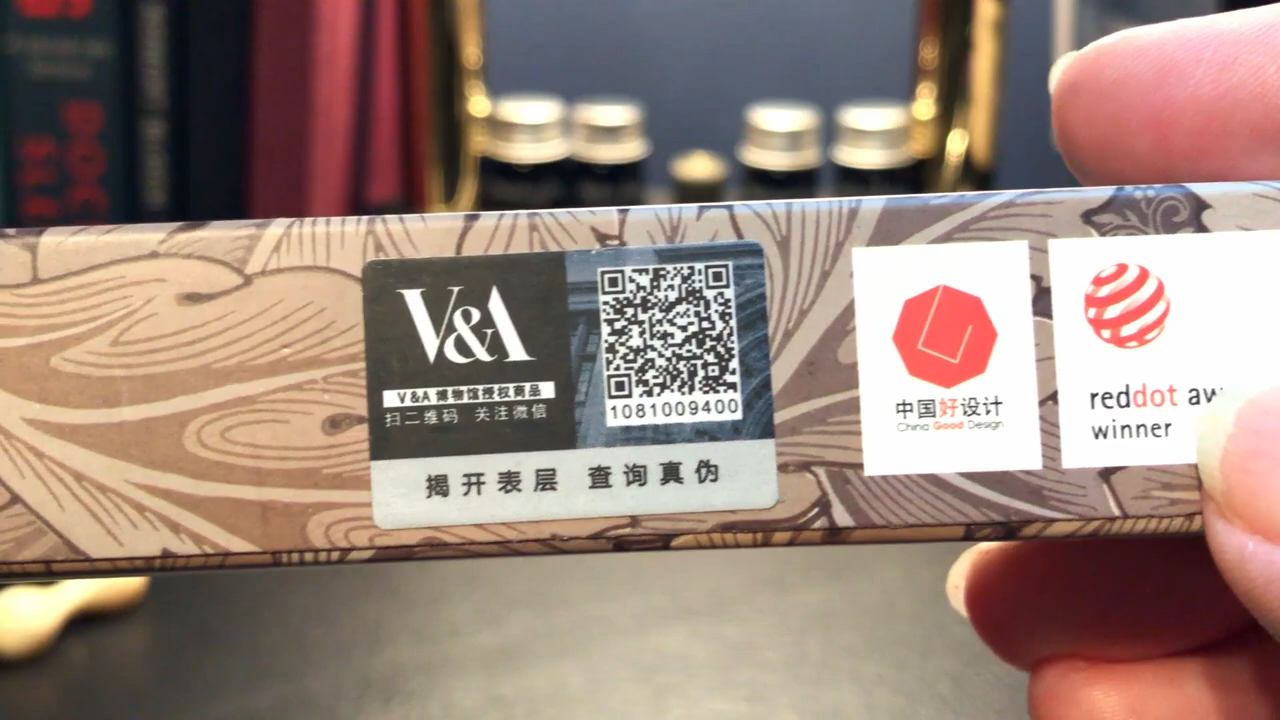 V&A
V&A 博物馆授权商品
扫二维码 关注微信
1081009400
揭开表层 查询真伪
中国好设计
China Good Design
reddot
winner